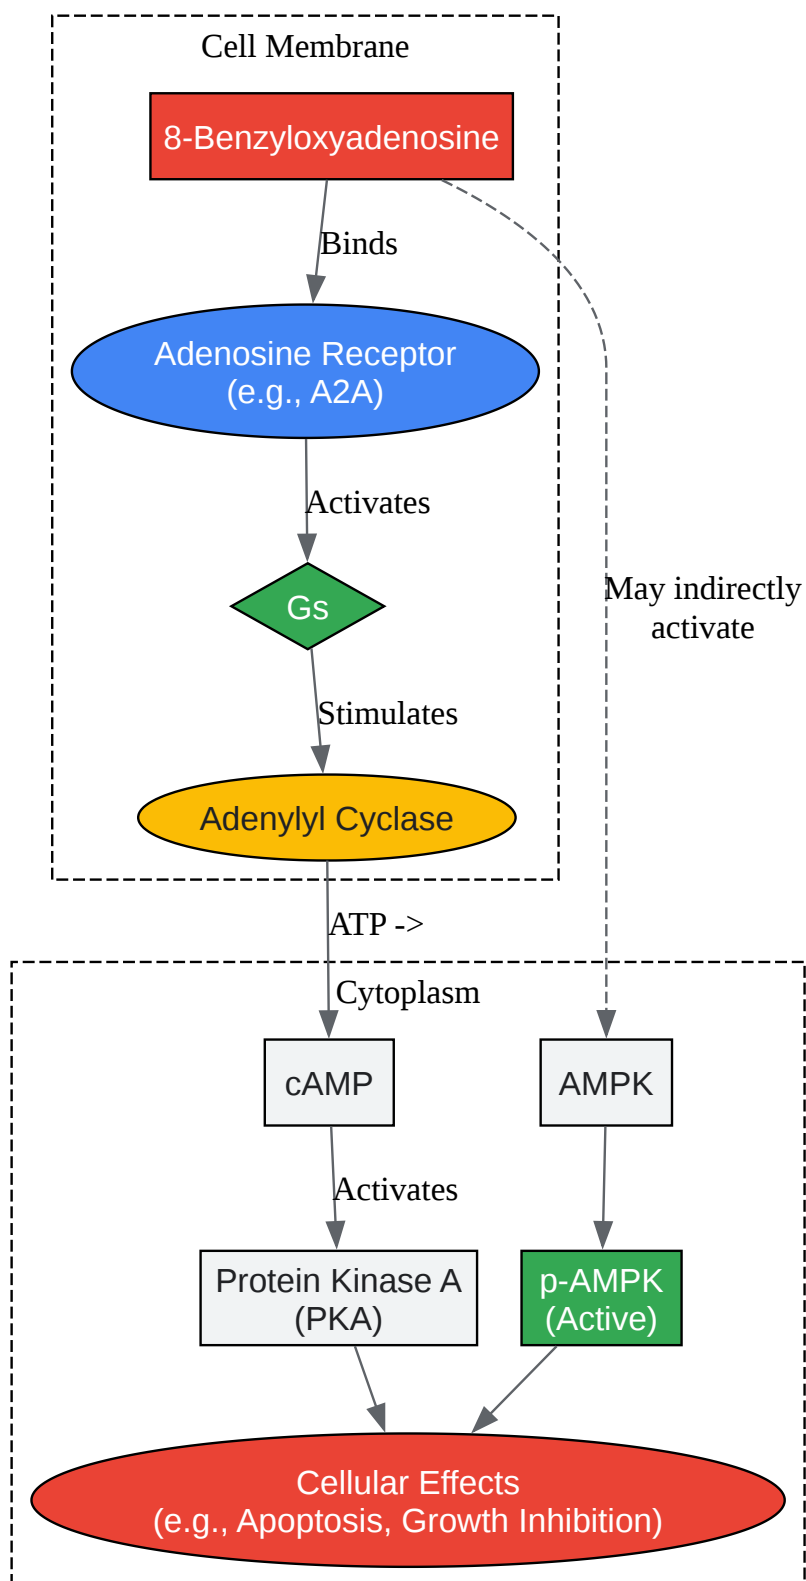 Cell Membrane
8-Benzyloxyadenosine
Binds
Adenosine Receptor
(e.g., A2A)
Activates
Gs
May indirectly
activate
Stimulates
Adenylyl Cyclase
ATP ->
Cytoplasm
cAMP
AMPK
Activates
Protein Kinase A
(PKA)
p-AMPK
(Active)
Cellular Effects
(e.g., Apoptosis, Growth Inhibition)